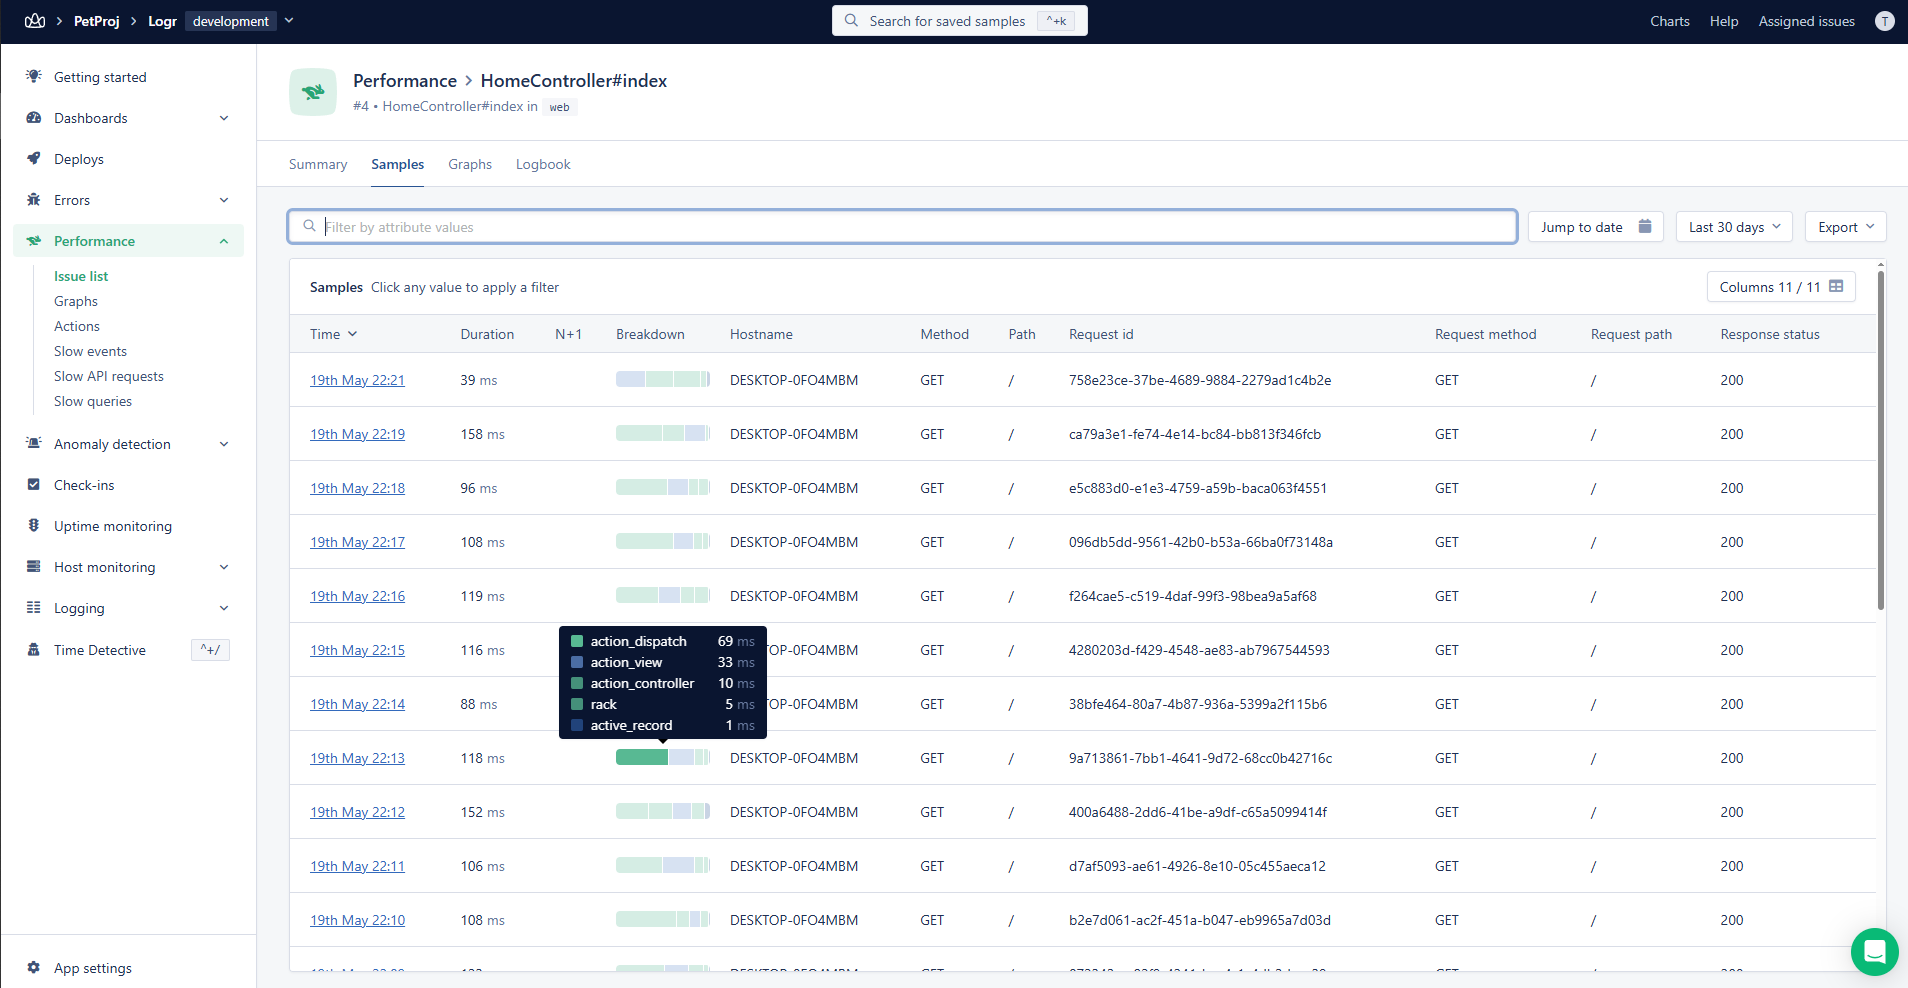 PetProj
Logr
development
Search for saved samples
^+k
Charts
Help
Assigned issues
T
Getting started
Dashboards
Deploys
Errors
Performance
Issue list
Graphs
Actions
Slow events
Slow API requests
Slow queries
Anomaly detection
Check-ins
Uptime monitoring
Host monitoring
Logging
Time Detective ^+/
App settings
Performance > HomeController#index
#4 • HomeController#index in web
Summary Samples Graphs Logbook
Filter by attribute values
Jump to date
Last 30 days
Export
Samples Click any value to apply a filter
Columns 11 / 11
Time Duration N+1 Breakdown Hostname Method Path Request id Request method Request path Response status
19th May 22:21 39 ms DESKTOP-0FO4MBM GET / 758e23ce-37be-4689-9884-2279ad1c4b2e GET / 200
19th May 22:19 158 ms DESKTOP-0FO4MBM GET / ca79a3e1-fe74-4e14-bc84-bb813f346fcb GET / 200
19th May 22:18 96 ms DESKTOP-0FO4MBM GET / e5c883d0-e1e3-4759-a59b-baca063f4551 GET / 200
19th May 22:17 108 ms DESKTOP-0FO4MBM GET / 096db5dd-9561-42b0-b53a-66ba0f73148a GET / 200
19th May 22:16 119 ms DESKTOP-0FO4MBM GET / f264cae5-c519-4daf-99f3-98bea9a5af68 GET / 200
19th May 22:15 116 ms TOP-0FO4MBM GET / 4280203d-f429-4548-ae83-ab7967544593 GET / 200
19th May 22:14 88 ms TOP-0FO4MBM GET / 38bfe464-80a7-4b87-936a-5399a2f115b6 GET / 200
action_dispatch 69 ms
action_view 33 ms
action_controller 10 ms
rack 5 ms
active_record 1 ms
19th May 22:13 118 ms DESKTOP-0FO4MBM GET / 9a713861-7bb1-4641-9d72-68cc0b42716c GET / 200
19th May 22:12 152 ms DESKTOP-0FO4MBM GET / 400a6488-2dd6-41be-a9df-c65a5099414f GET / 200
19th May 22:11 106 ms DESKTOP-0FO4MBM GET / d7af5093-ae61-4926-8e10-05c455aeca12 GET / 200
19th May 22:10 108 ms DESKTOP-0FO4MBM GET / b2e7d061-ac2f-451a-b047-eb9965a7d03d GET / 200